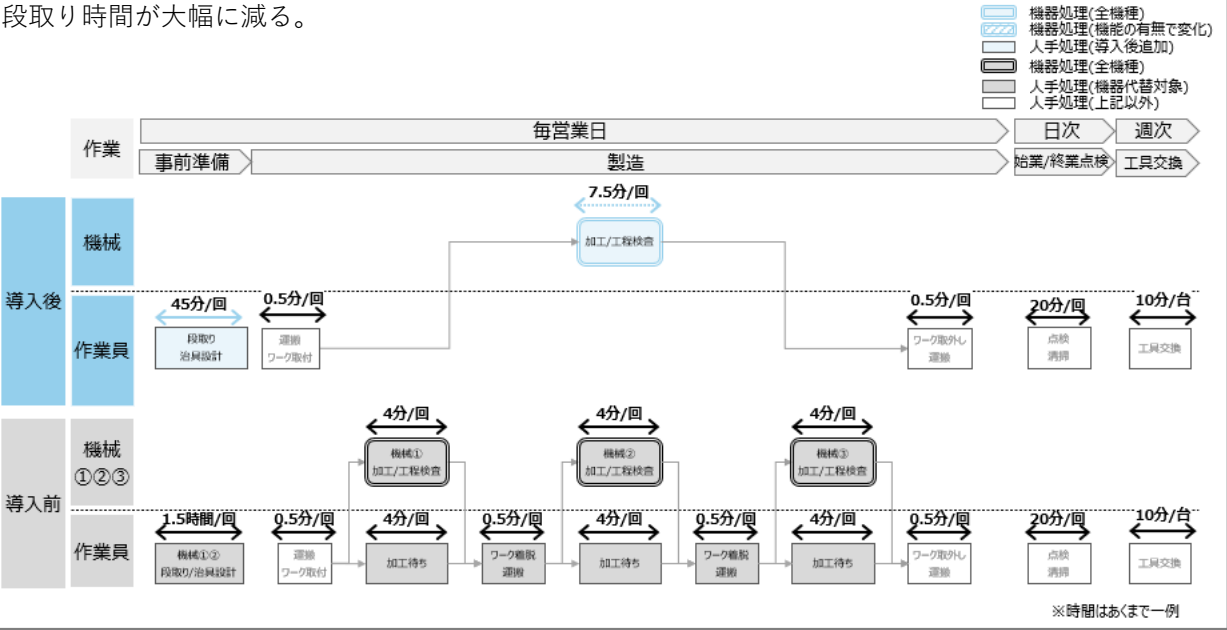 段取り時間が大幅に減る。
機器処理(全機種)
機器処理(機能の有無で変化)
人手処理(導入後追加)
機器処理(全機種)
人手処理(機器代替対象)
人手処理(上記以外)
作業
毎営業日
日次
週次
事前準備
製造
始業/終業点検
工具交換
導入後
機械
7.5分/回
加工/工程検査
作業員
45分/回
段取り
治具設計
0.5分/回
運搬
ワーク取付
0.5分/回
ワーク取外し
運搬
20分/回
点検
清掃
10分/台
工具交換
導入前
機械
①②③
4分/回
機械①
加工/工程検査
4分/回
機械②
加工/工程検査
4分/回
機械③
加工/工程検査
作業員
1.5時間/回
機械①②
段取り/治具設計
0.5分/回
運搬
ワーク取付
4分/回
加工待ち
0.5分/回
ワーク着脱
運搬
4分/回
加工待ち
0.5分/回
ワーク着脱
運搬
4分/回
加工待ち
0.5分/回
ワーク取外し
運搬
20分/回
点検
清掃
10分/台
工具交換
※時間はあくまで一例